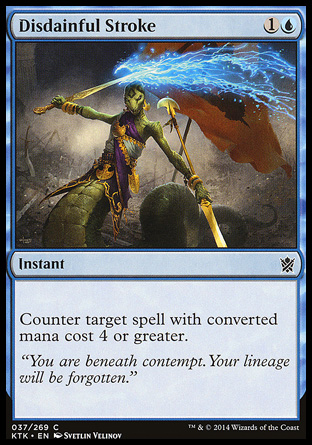 Disdainful Stroke 1
Instant
Counter target spell with converted
mana cost 4 or greater.
“You are beneath contempt. Your lineage
will be forgotten.”
037/269 C
KTK • EN Svetlin Velinov
™ & © 2014 Wizards of the Coast